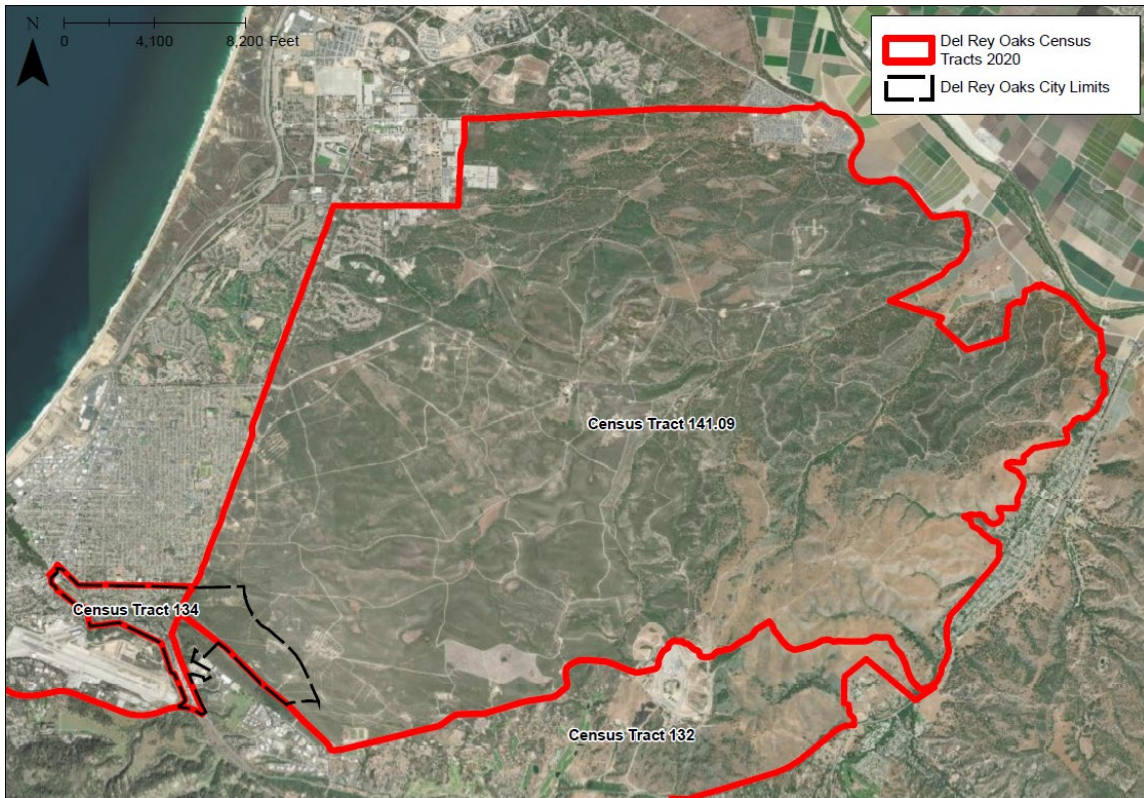 N
0 4,100 8,200 Feet
Del Rey Oaks Census
Tracts 2020
Del Rey Oaks City Limits
Census Tract 141.09
Census Tract 134
Census Tract 132